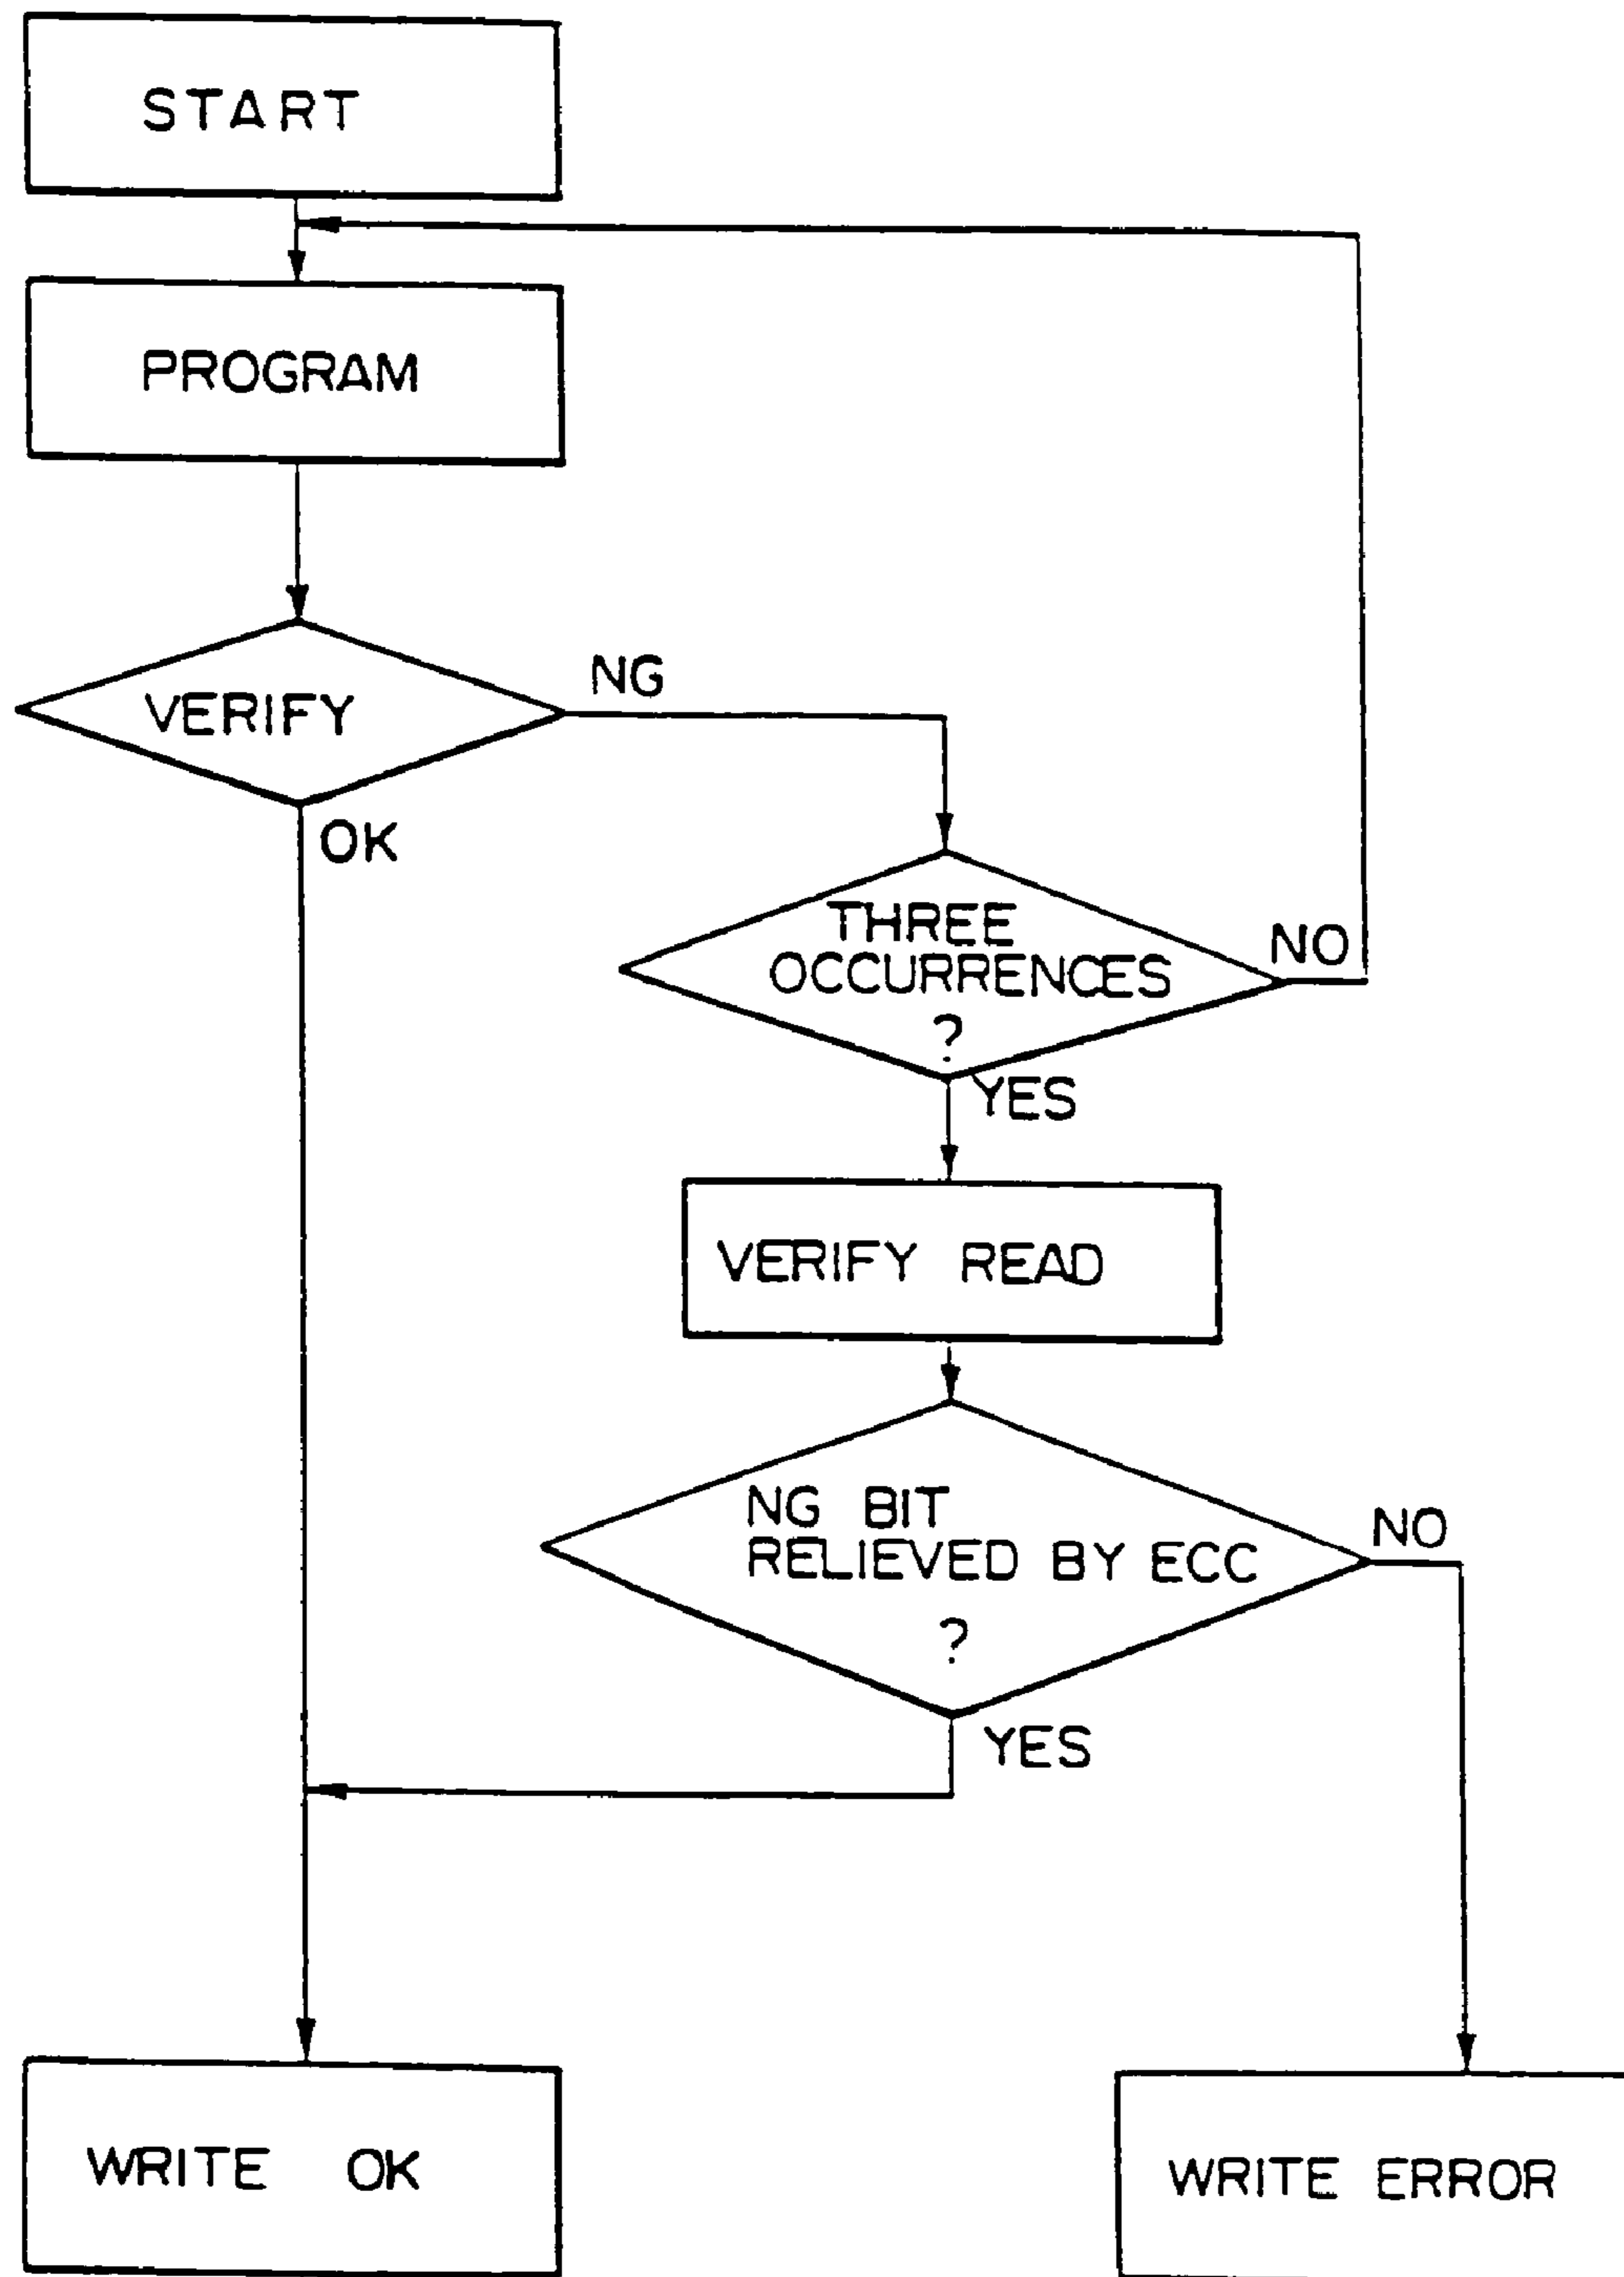 START
PROGRAM
VERIFY
NG
OK
THREE
OCCURRENCES
?
NO
YES
VERIFY READ
NG BIT
RELIEVED BY ECC
?
NO
YES
WRITE OK
WRITE ERROR